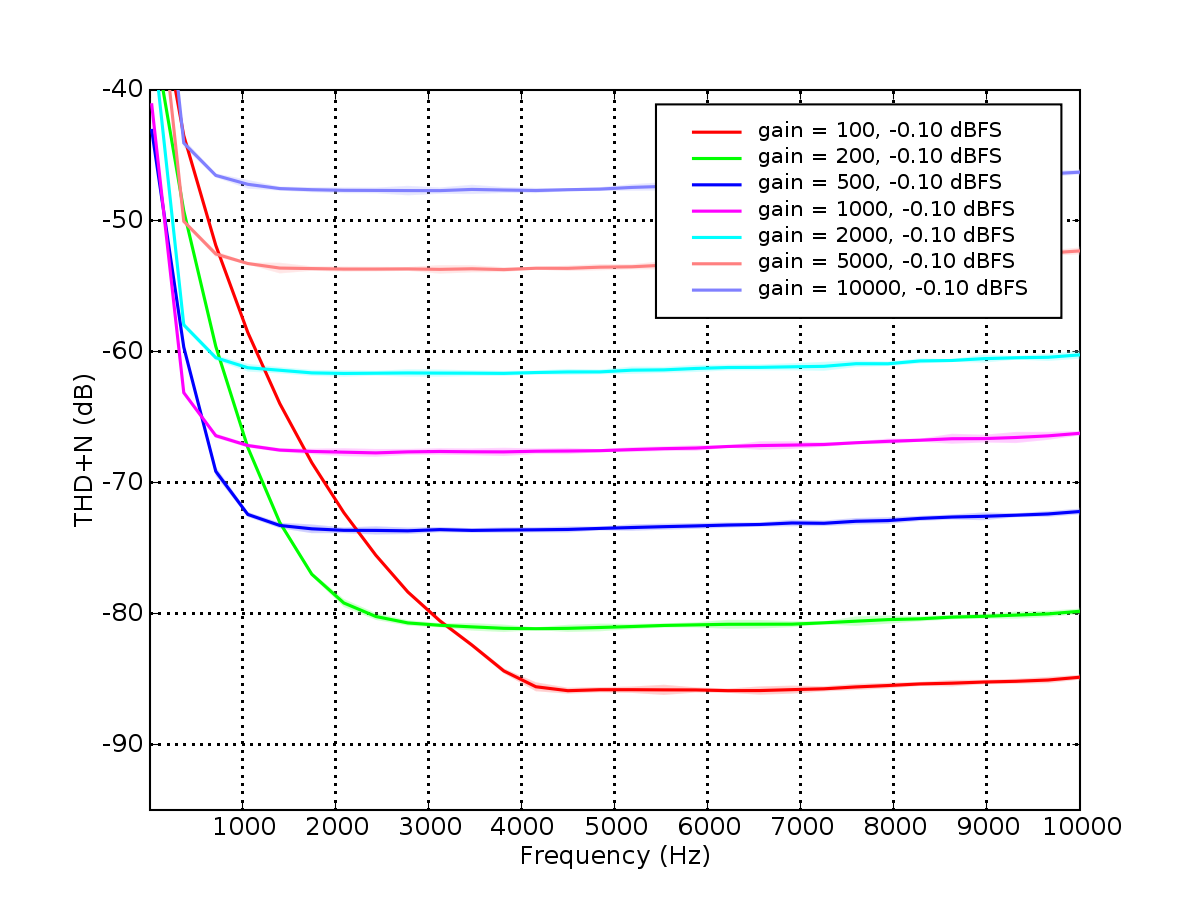 -40
-50
-60
-70
-80
-90
THD+N (dB)
gain = 100, -0.10 dBFS
gain = 200, -0.10 dBFS
gain = 500, -0.10 dBFS
gain = 1000, -0.10 dBFS
gain = 2000, -0.10 dBFS
gain = 5000, -0.10 dBFS
gain = 10000, -0.10 dBFS
1000 2000 3000 4000 5000 6000 7000 8000 9000 10000
Frequency (Hz)